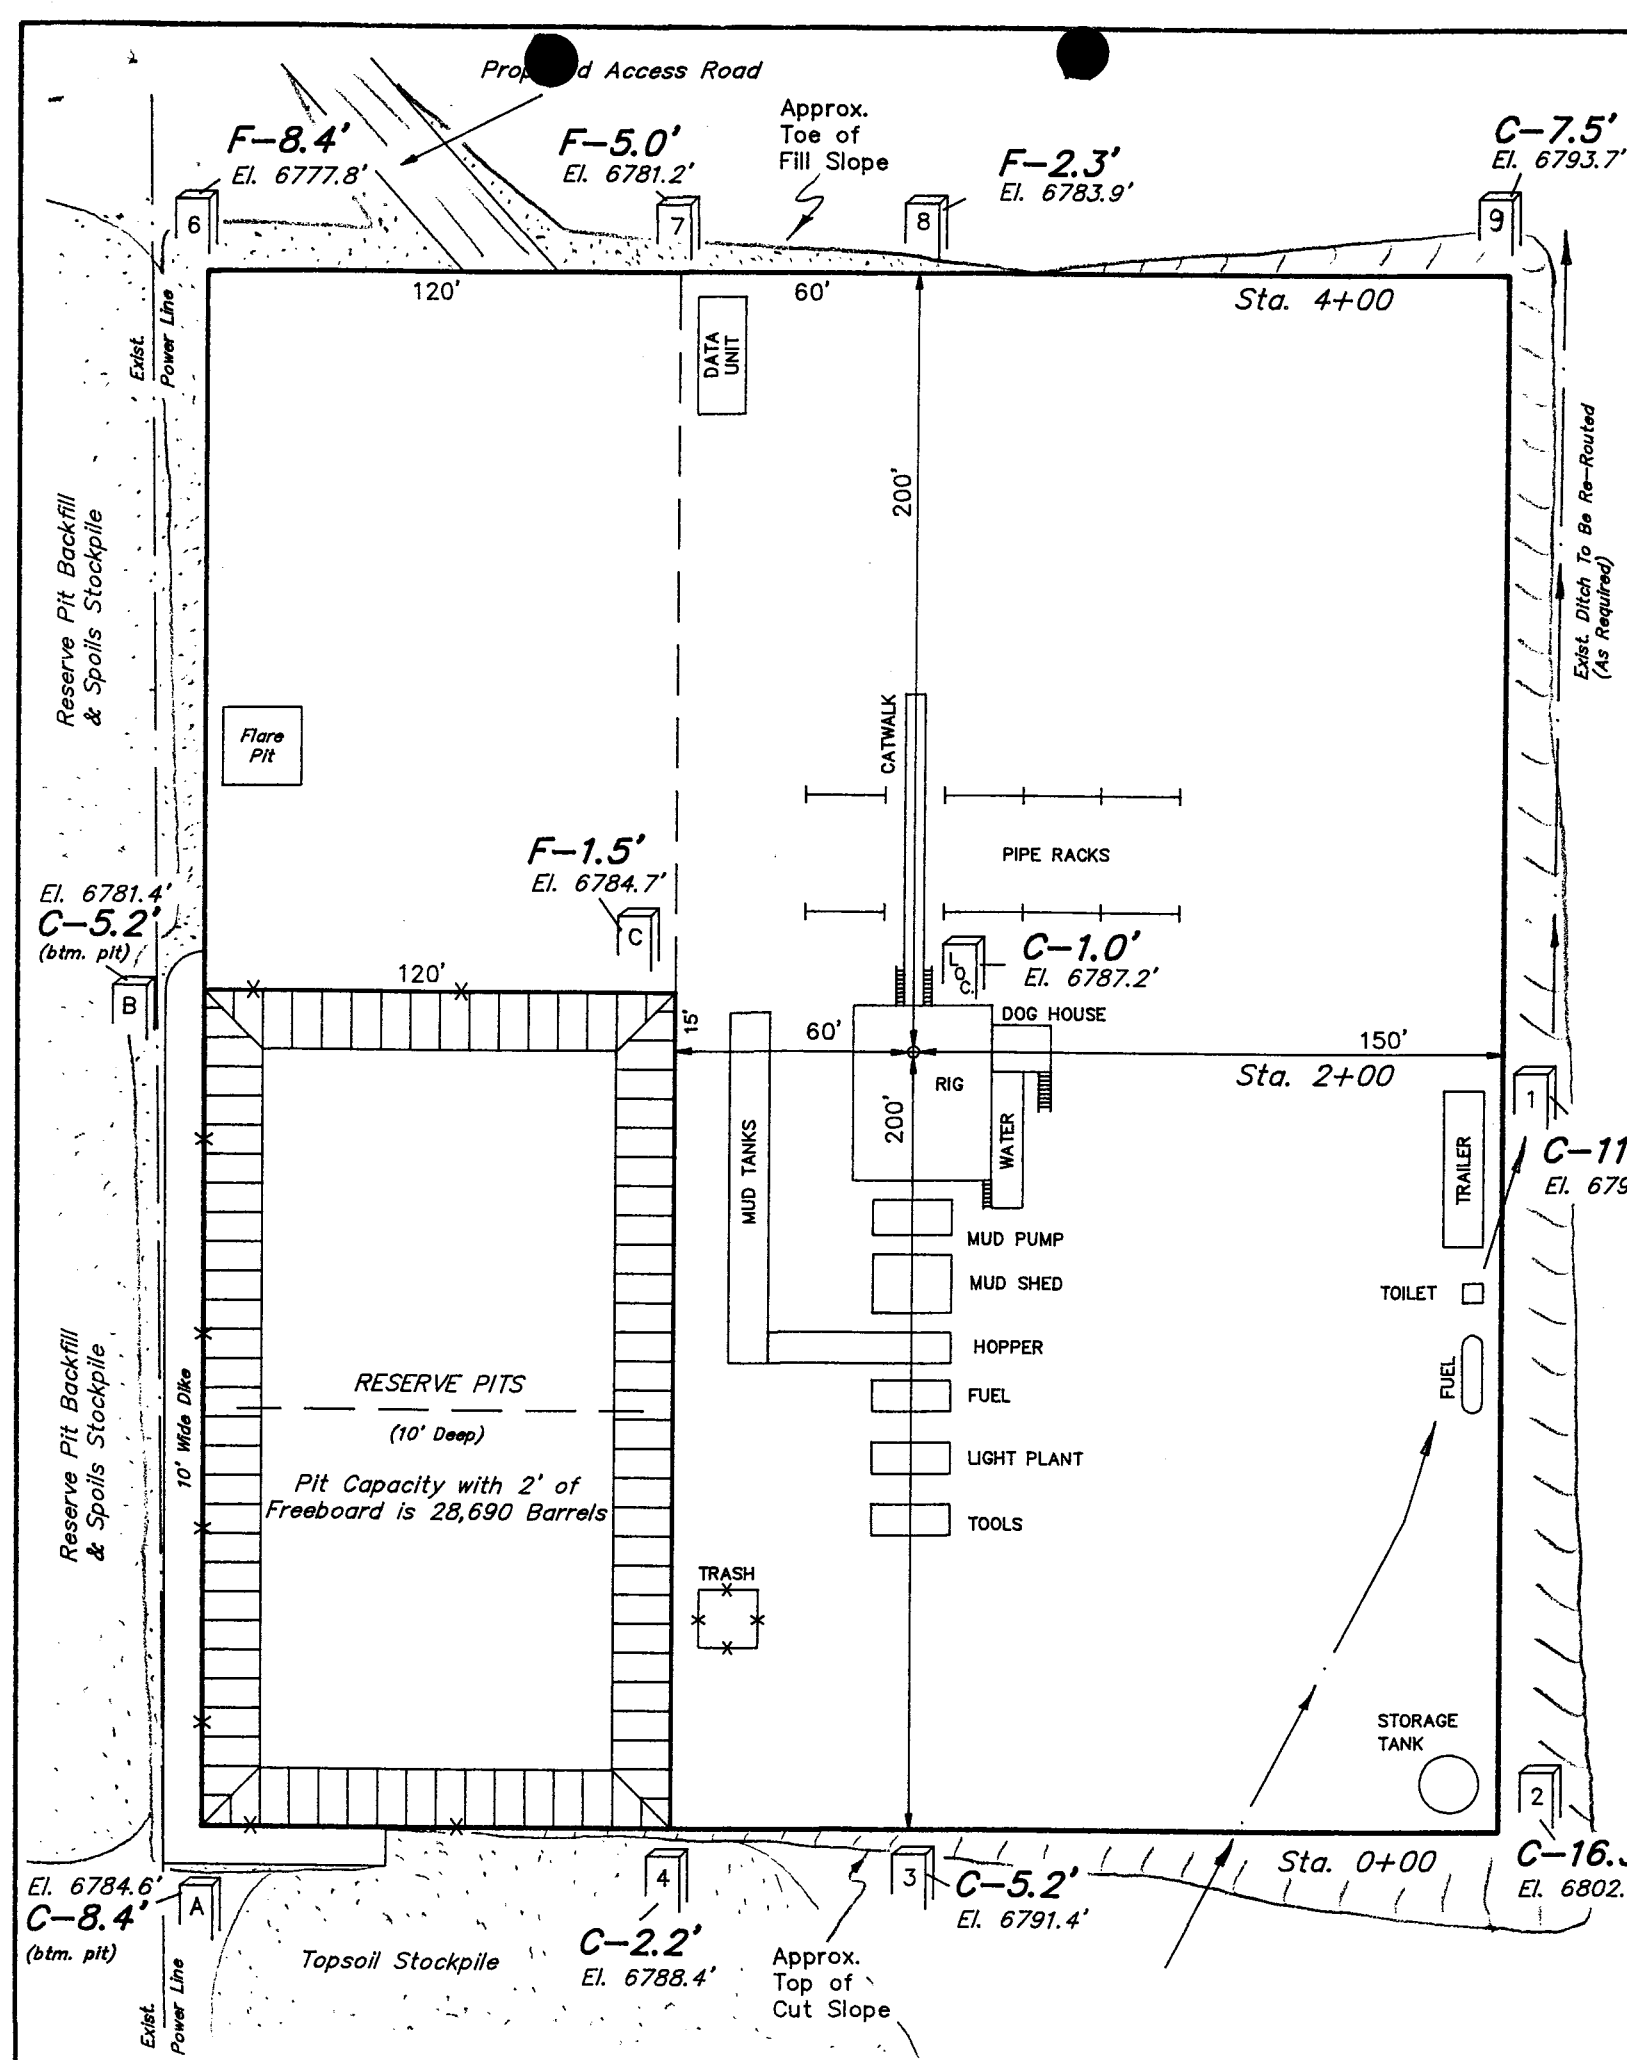 Access Road
Approx.
Toe of
Fill Slope
F-8.4'
El. 6777.8'
F-5.0'
El. 6781.2'
F-2.3'
El. 6783.9'
C-7.5'
El. 6793.7'
6
7
8
9
120'
60'
Sta. 4+00
Exist.
Power Line
DATA
UNIT
200'
Exist. Ditch To Be Re-Routed
(As Required)
Reserve Pit Backfill
& Spoils Stockpile
Flare
Pit
CATWALK
PIPE RACKS
F-1.5'
El. 6784.7'
C
El. 6781.4'
C-5.2'
(btm. pit)
B
120'
LOC.
C-1.0'
El. 6787.2'
DOG HOUSE
15'
60'
150'
Sta. 2+00
RIG
200'
WATER
MUD TANKS
TRAILER
1
C-11
El. 679
MUD PUMP
MUD SHED
TOILET
HOPPER
FUEL
FUEL
LIGHT PLANT
TOOLS
Reserve Pit Backfill
& Spoils Stockpile
10' Wide Dike
RESERVE PITS
(10' Deep)
Pit Capacity with 2' of
Freeboard is 28,690 Barrels
TRASH
STORAGE
TANK
2
C-16.
El. 6802.
Sta. 0+00
El. 6784.6'
C-8.4'
(btm. pit)
A
4
C-2.2'
El. 6788.4'
3
C-5.2'
El. 6791.4'
Topsoil Stockpile
Approx.
Top of
Cut Slope
Exist.
Power Line